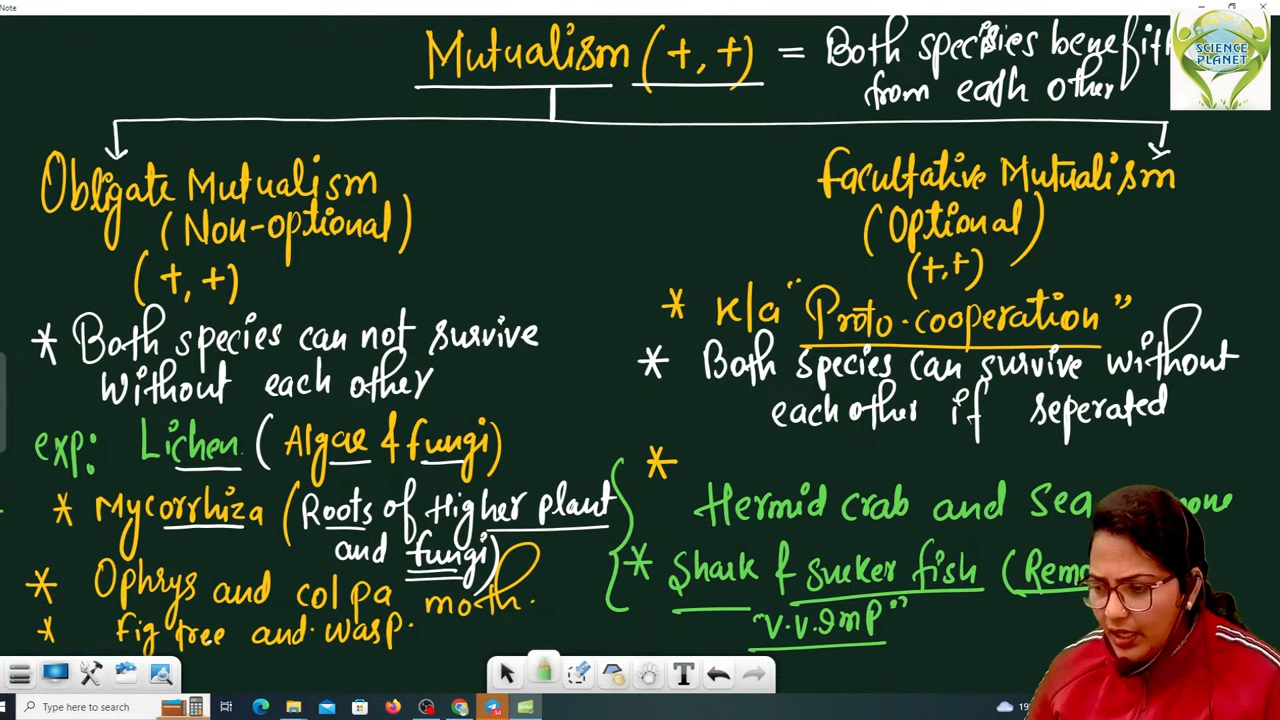 Note
Mutualism (+, +) = Both species benefit
from each other
SCIENCE
PLANET
Obligate Mutualism
(Non-optional)
(+, +)
* Both species can not survive
without each other
exp: Lichen (Algae & fungi)
* Mycorrhiza (Roots of Higher plant
and fungi)
* Ophrys and colpa moth.
* Fig tree and wasp.
Facultative Mutualism
(Optional)
(+,+)
* K/a "Proto-cooperation"
* Both species can survive without
each other if seperated
*
Hermid crab and Sea
* Shark & sucker fish (Remo
"v.v.Imp"
Type here to search